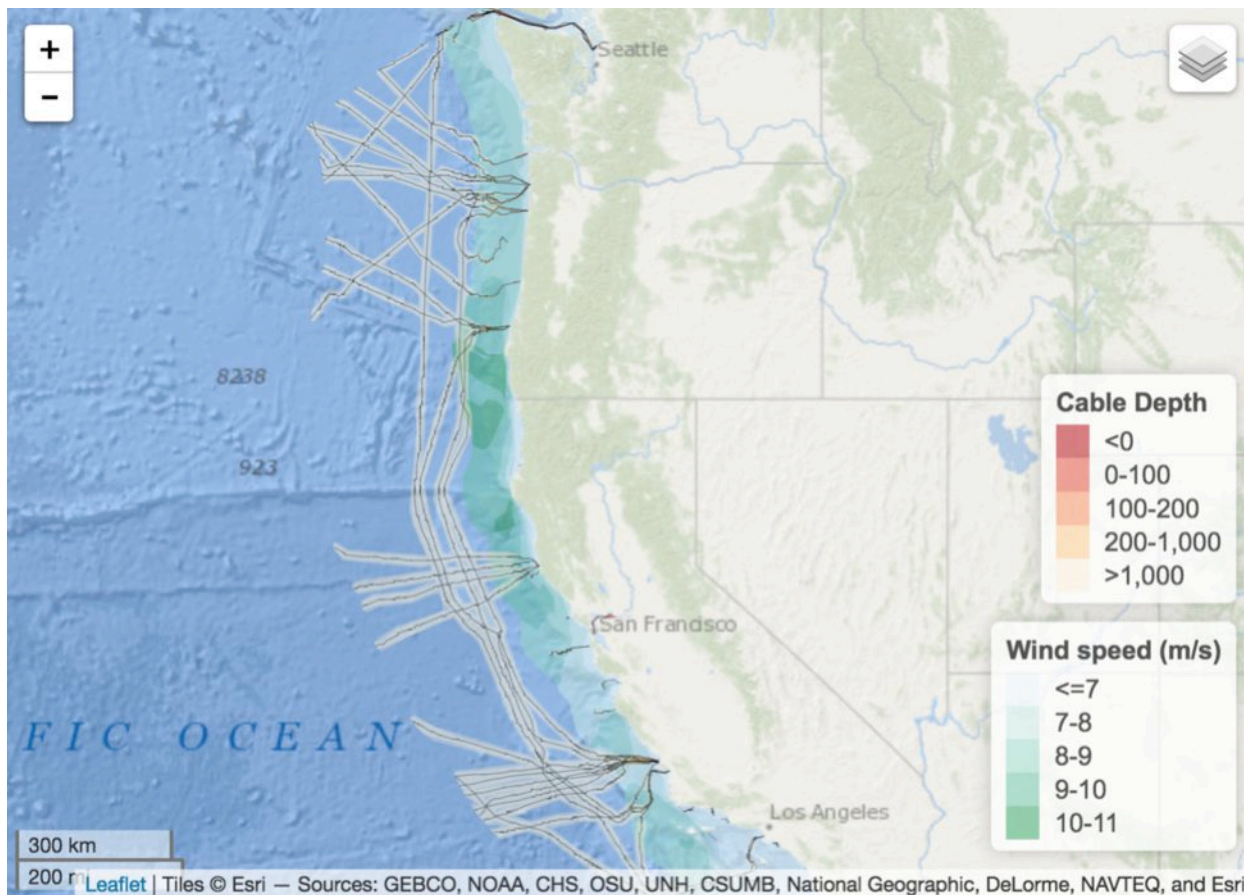 +
−
Seattle
8238
923
San Francisco
FIC OCEAN
Los Angeles
Cable Depth
<0
0-100
100-200
200-1,000
>1,000
Wind speed (m/s)
<=7
7-8
8-9
9-10
10-11
300 km
200 mi
Leaflet | Tiles © Esri — Sources: GEBCO, NOAA, CHS, OSU, UNH, CSUMB, National Geographic, DeLorme, NAVTEQ, and Esri